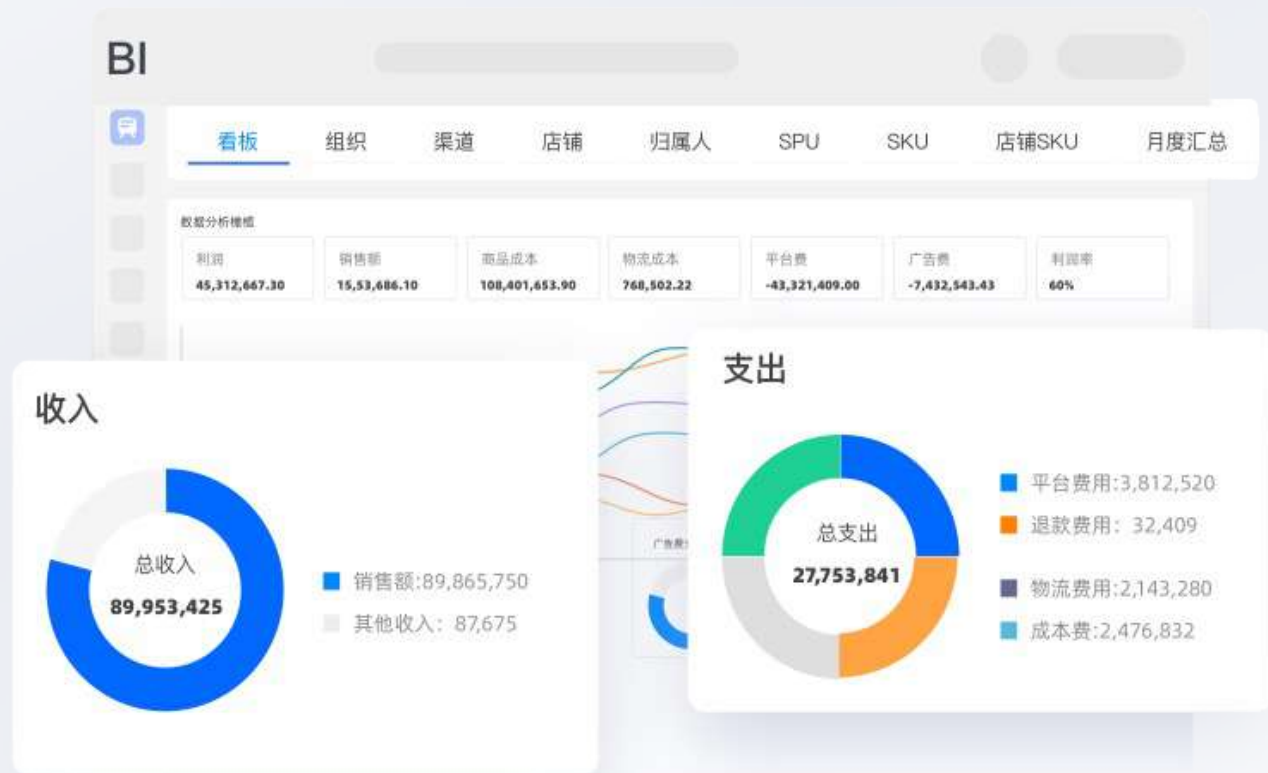 BI
看板 组织 渠道 店铺 归属人 SPU SKU 店铺SKU 月度汇总
数据分析模植
利润 销售额 商品成本 物流成本 平台费 广告费 利润率
45,312,667.30 15,53,686.10 108,401,653.90 768,502.22 -43,321,409.00 -7,432,543.43 60%
收入
总收入
89,953,425
销售额:89,865,750
其他收入：87,675
支出
总支出
27,753,841
平台费用:3,812,520
退款费用：32,409
物流费用:2,143,280
成本费:2,476,832
广告费